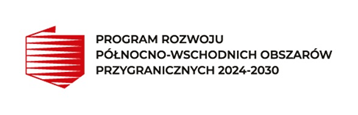 PROGRAM ROZWOJU
PÓŁNOCNO-WSCHODNICH OBSZARÓW
PRZYGRANICZNYCH 2024-2030